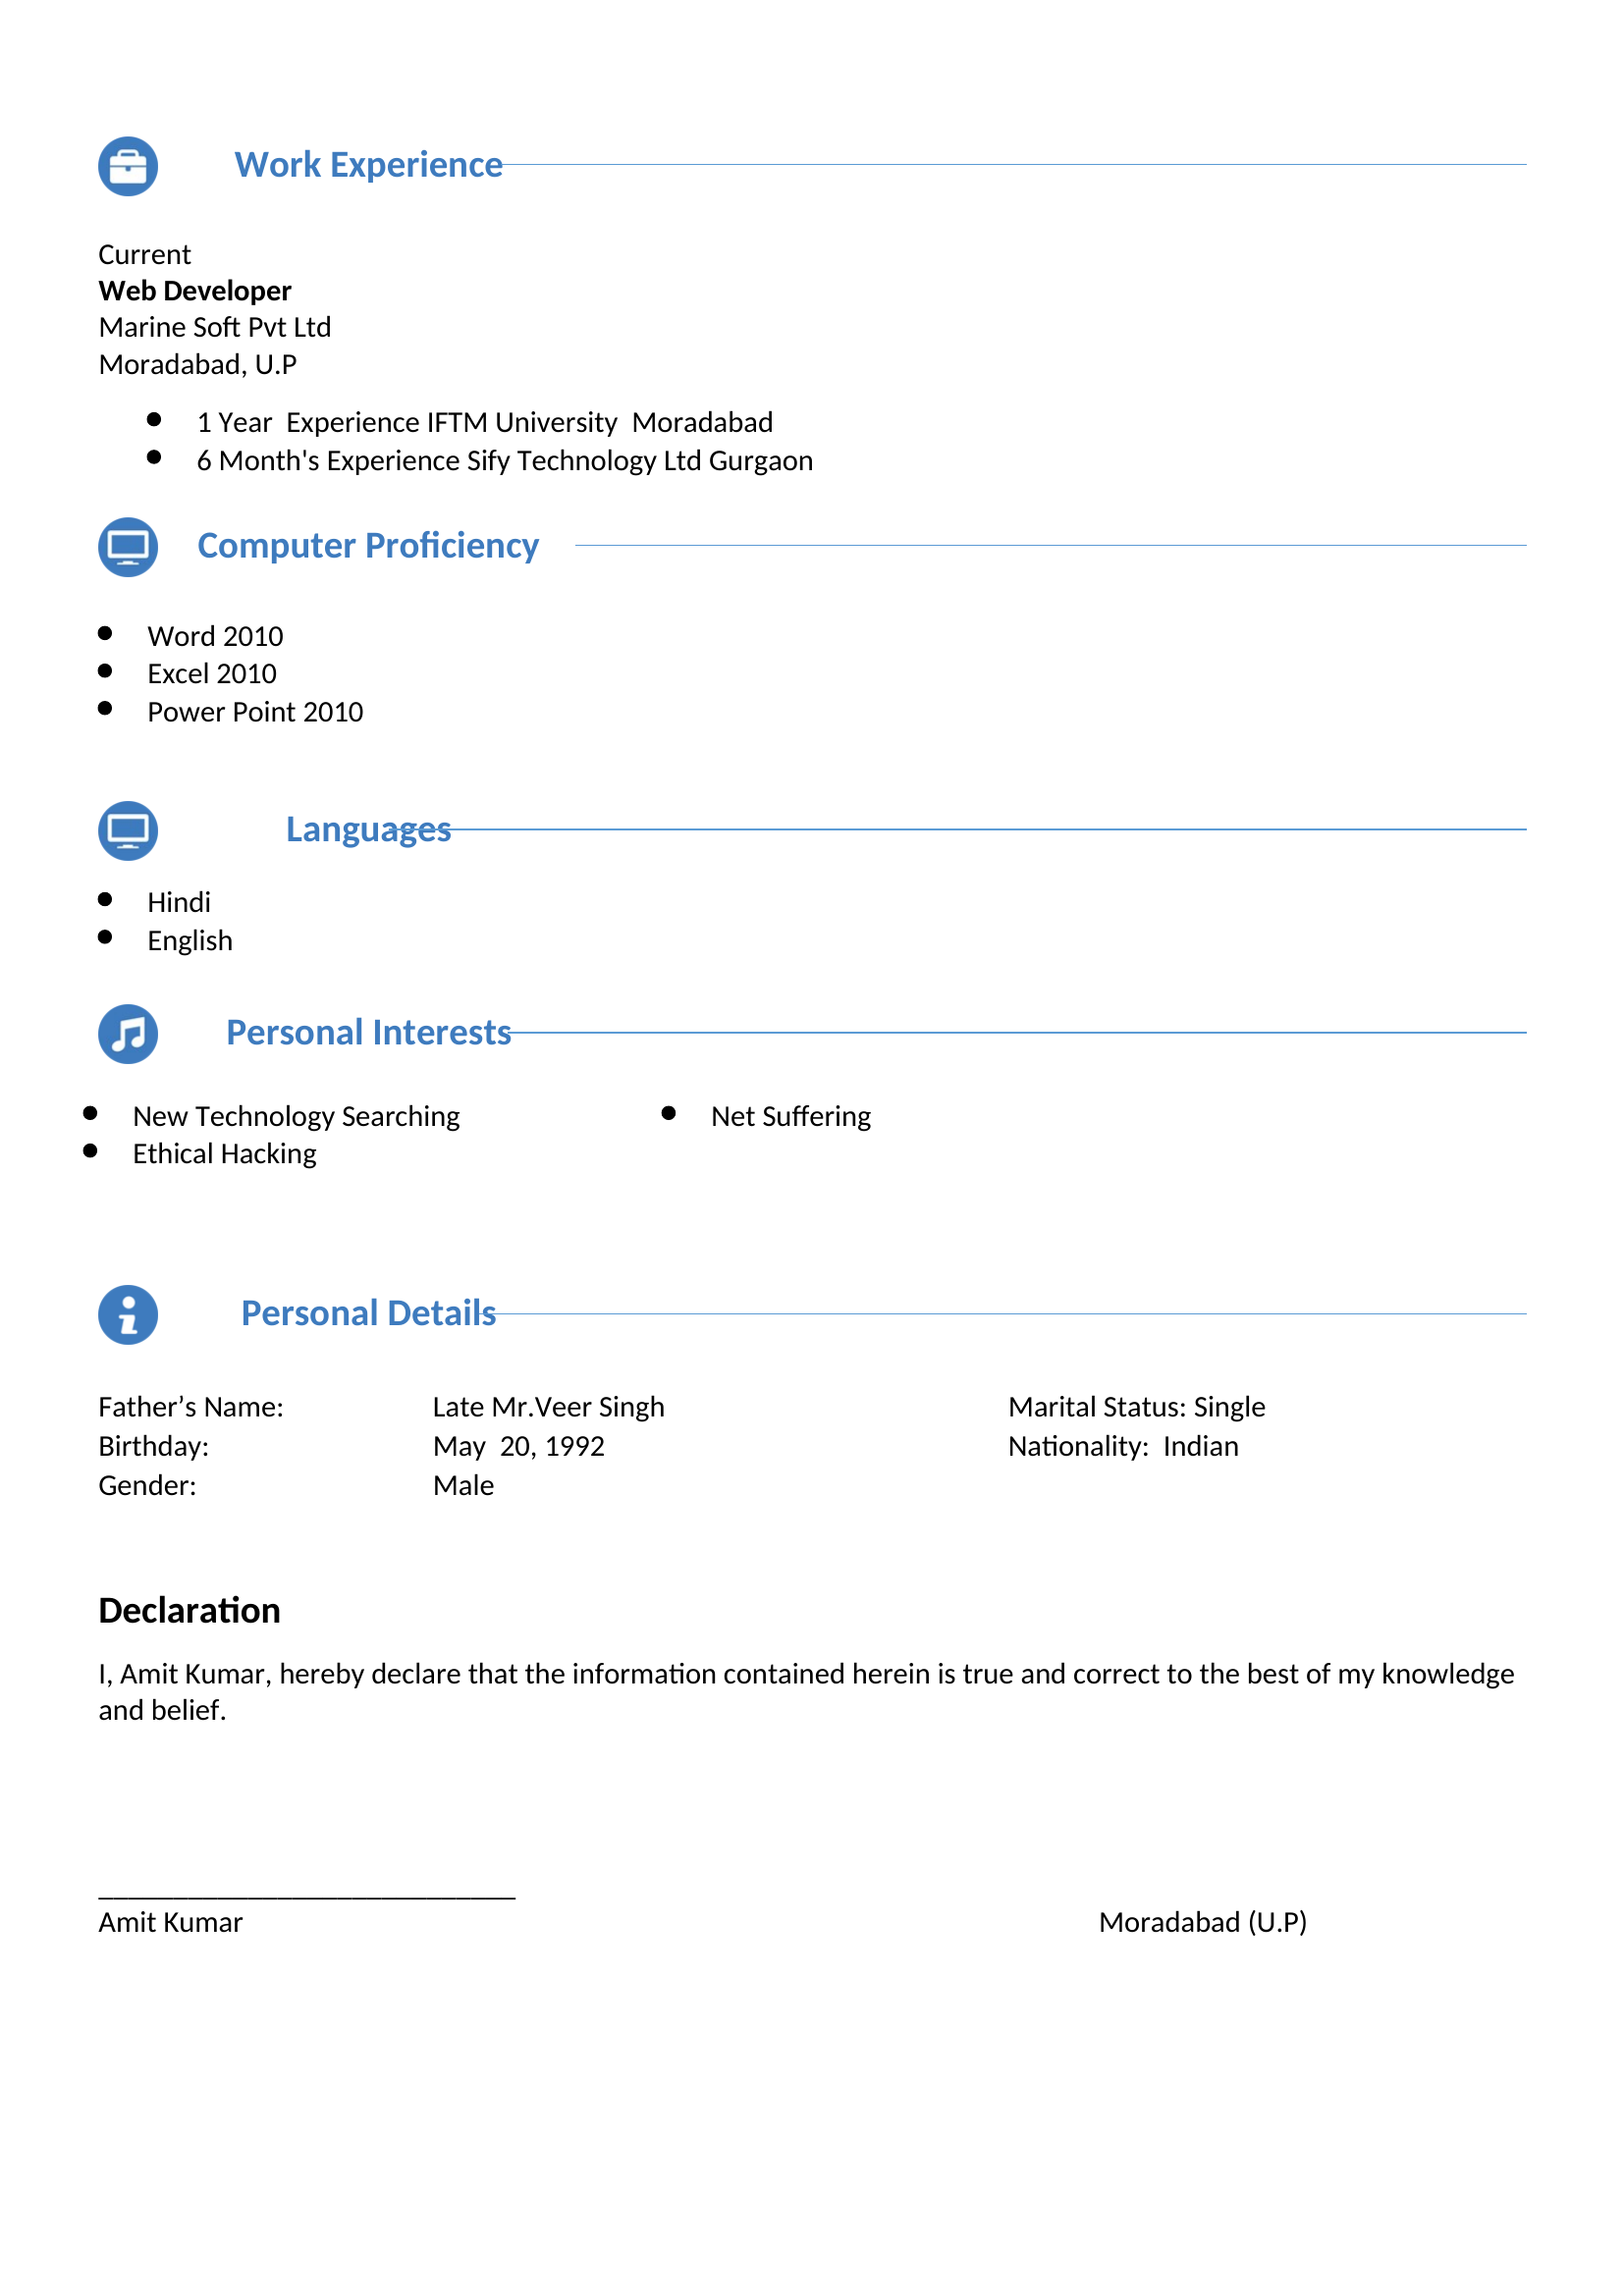 Work Experience
Current
Web Developer
Marine Soft Pvt Ltd
Moradabad, U.P
● 1 Year  Experience IFTM University  Moradabad
● 6 Month's Experience Sify Technology Ltd Gurgaon
Computer Proficiency
● Word 2010
● Excel 2010
● Power Point 2010
Languages
● Hindi
● English
Personal Interests
● New Technology Searching ● Net Suffering
● Ethical Hacking
Personal Details
Father’s Name: Late Mr.Veer Singh Marital Status: Single
Birthday: May  20, 1992 Nationality:  Indian
Gender: Male
Declaration
I, Amit Kumar, hereby declare that the information contained herein is true and correct to the best of my knowledge
and belief.
____________________________
Amit Kumar Moradabad (U.P)